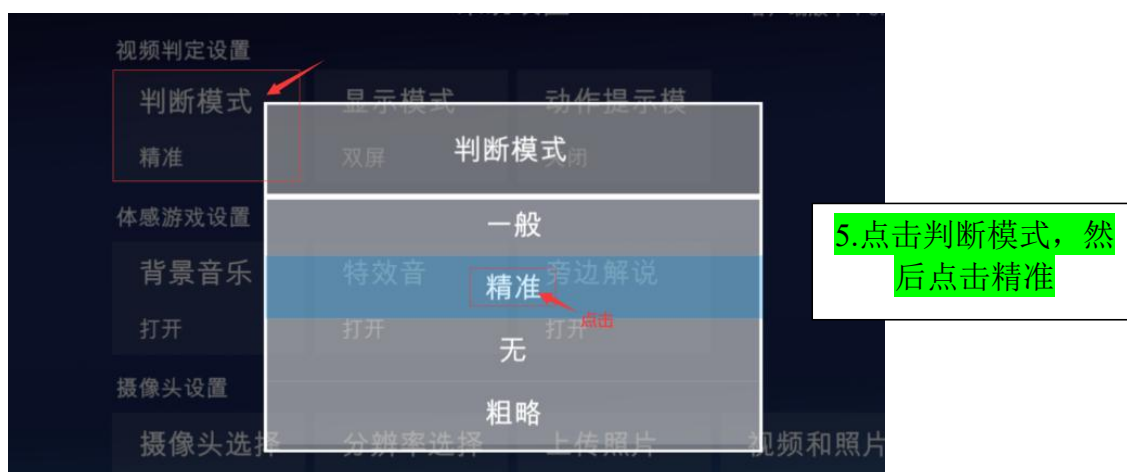 视频判定设置
判断模式
显示模式
动作提示模
精准
双屏
关闭
判断模式
体感游戏设置
一般
背景音乐
特效音
旁边解说
精准
点击
打开
打开
打开
无
摄像头设置
粗略
摄像头选择
分辨率选择
上传照片
视频和照片
5.点击判断模式，然
后点击精准